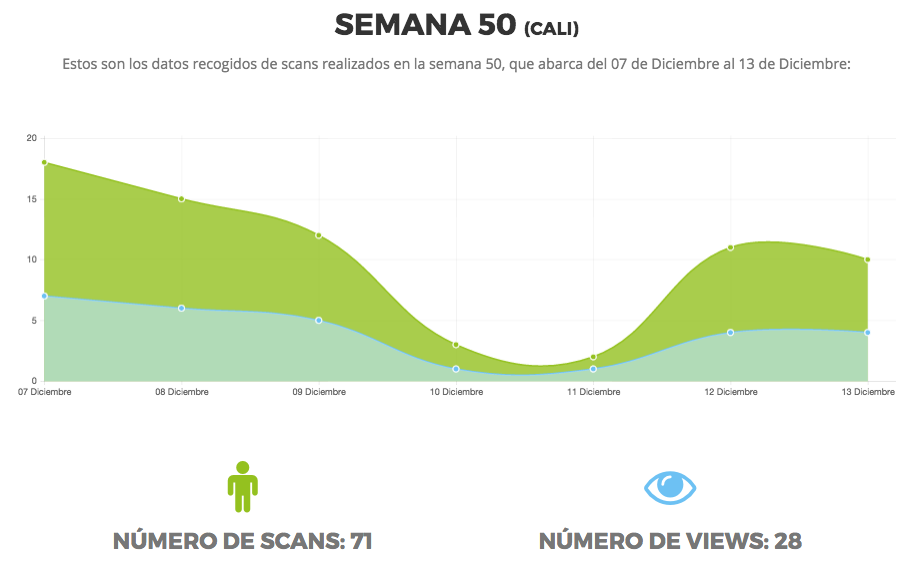 SEMANA 50 (CALI)
Estos son los datos recogidos de scans realizados en la semana 50, que abarca del 07 de Diciembre al 13 de Diciembre:
20
15
10
5
0
07 Diciembre 08 Diciembre 09 Diciembre 10 Diciembre 11 Diciembre 12 Diciembre 13 Diciembre
NÚMERO DE SCANS: 71 NÚMERO DE VIEWS: 28